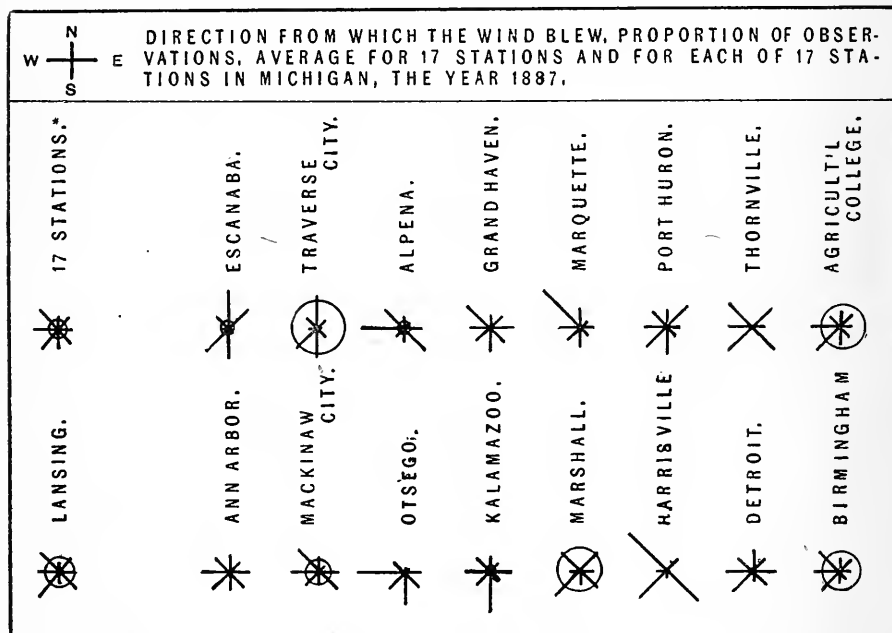 N
W E
S
DIRECTION FROM WHICH THE WIND BLEW, PROPORTION OF OBSER-
VATIONS, AVERAGE FOR 17 STATIONS AND FOR EACH OF 17 STA-
TIONS IN MICHIGAN, THE YEAR 1887.
17 STATIONS.*
ESCANABA.
TRAVERSE
CITY.
ALPENA.
GRAND HAVEN.
MARQUETTE.
PORT HURON.
THORNVILLE.
AGRICULT'L
COLLEGE.
LANSING.
ANN ARBOR.
MACKINAW
CITY.
OTSEGO.
KALAMAZOO.
MARSHALL.
HARRISVILLE
DETROIT.
BIRMINGHAM